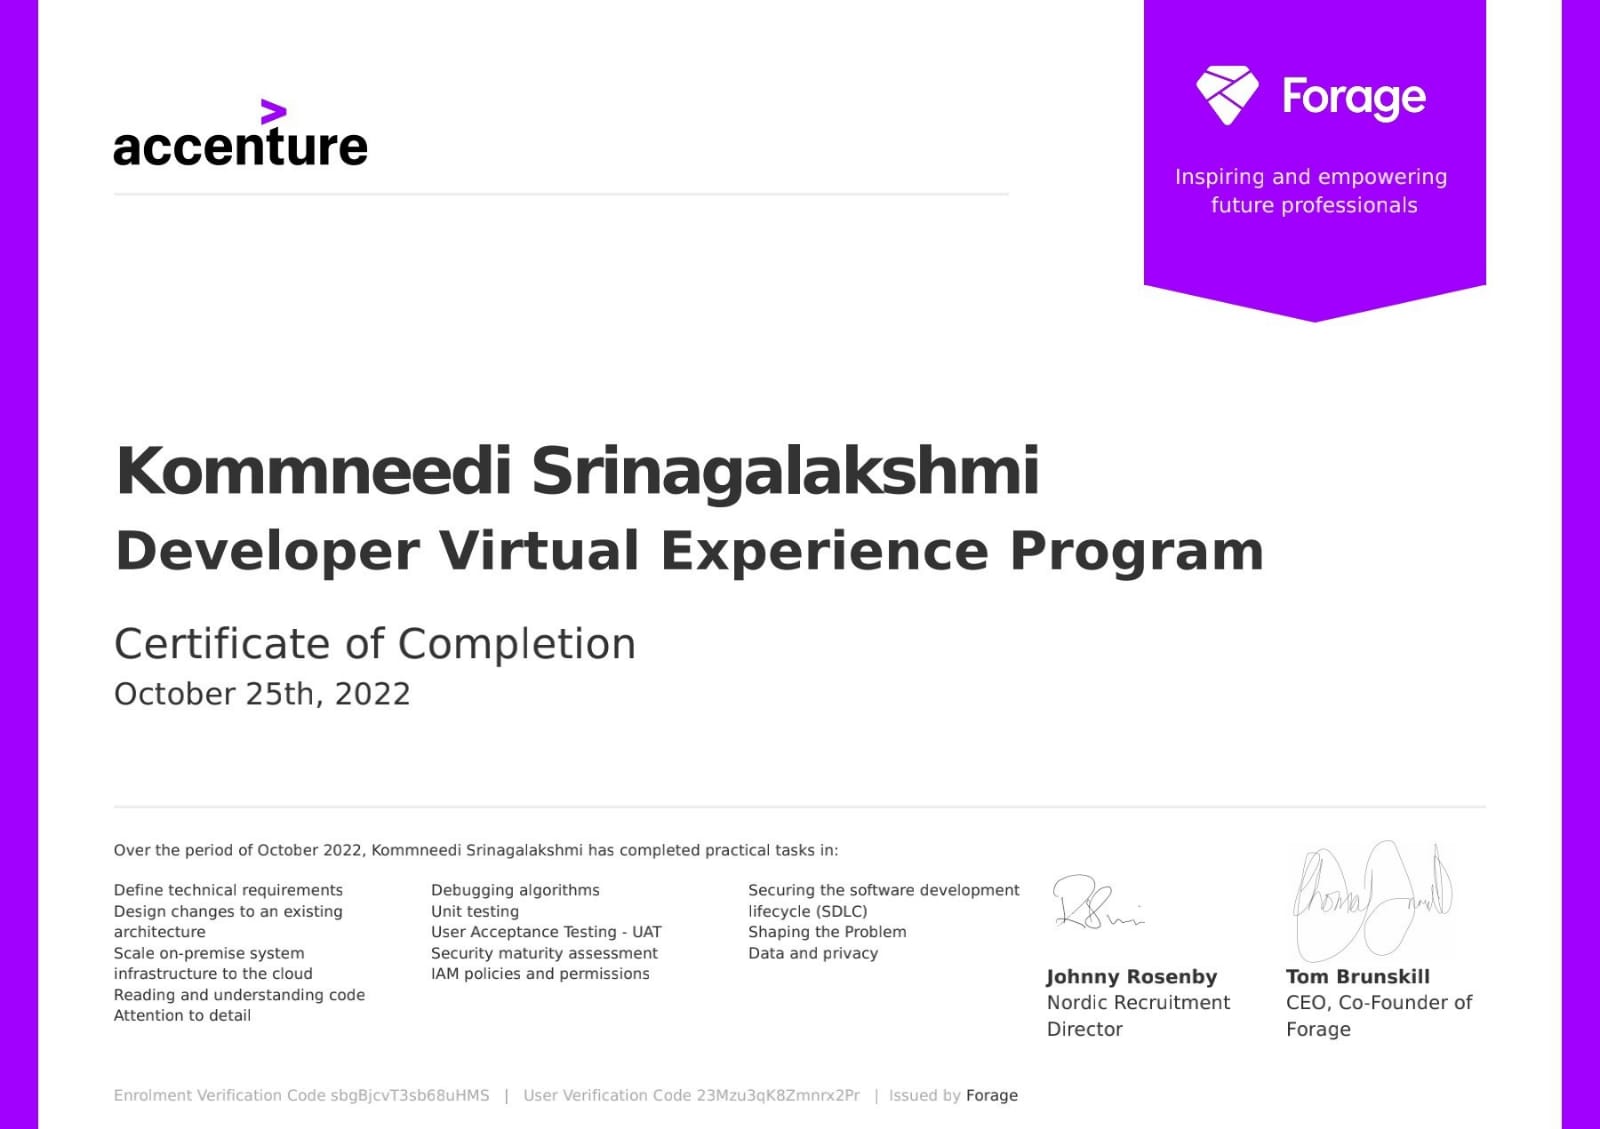 accenture
>
Forage
Inspiring and empowering
future professionals
Kommneedi Srinagalakshmi
Developer Virtual Experience Program
Certificate of Completion
October 25th, 2022
Over the period of October 2022, Kommneedi Srinagalakshmi has completed practical tasks in:
Define technical requirements
Design changes to an existing
architecture
Scale on-premise system
infrastructure to the cloud
Reading and understanding code
Attention to detail
Debugging algorithms
Unit testing
User Acceptance Testing - UAT
Security maturity assessment
IAM policies and permissions
Securing the software development
lifecycle (SDLC)
Shaping the Problem
Data and privacy
Johnny Rosenby
Nordic Recruitment
Director
Tom Brunskill
CEO, Co-Founder of
Forage
Enrolment Verification Code sbgBjcvT3sb68uHMS | User Verification Code 23Mzu3qK8Zmnrx2Pr | Issued by Forage